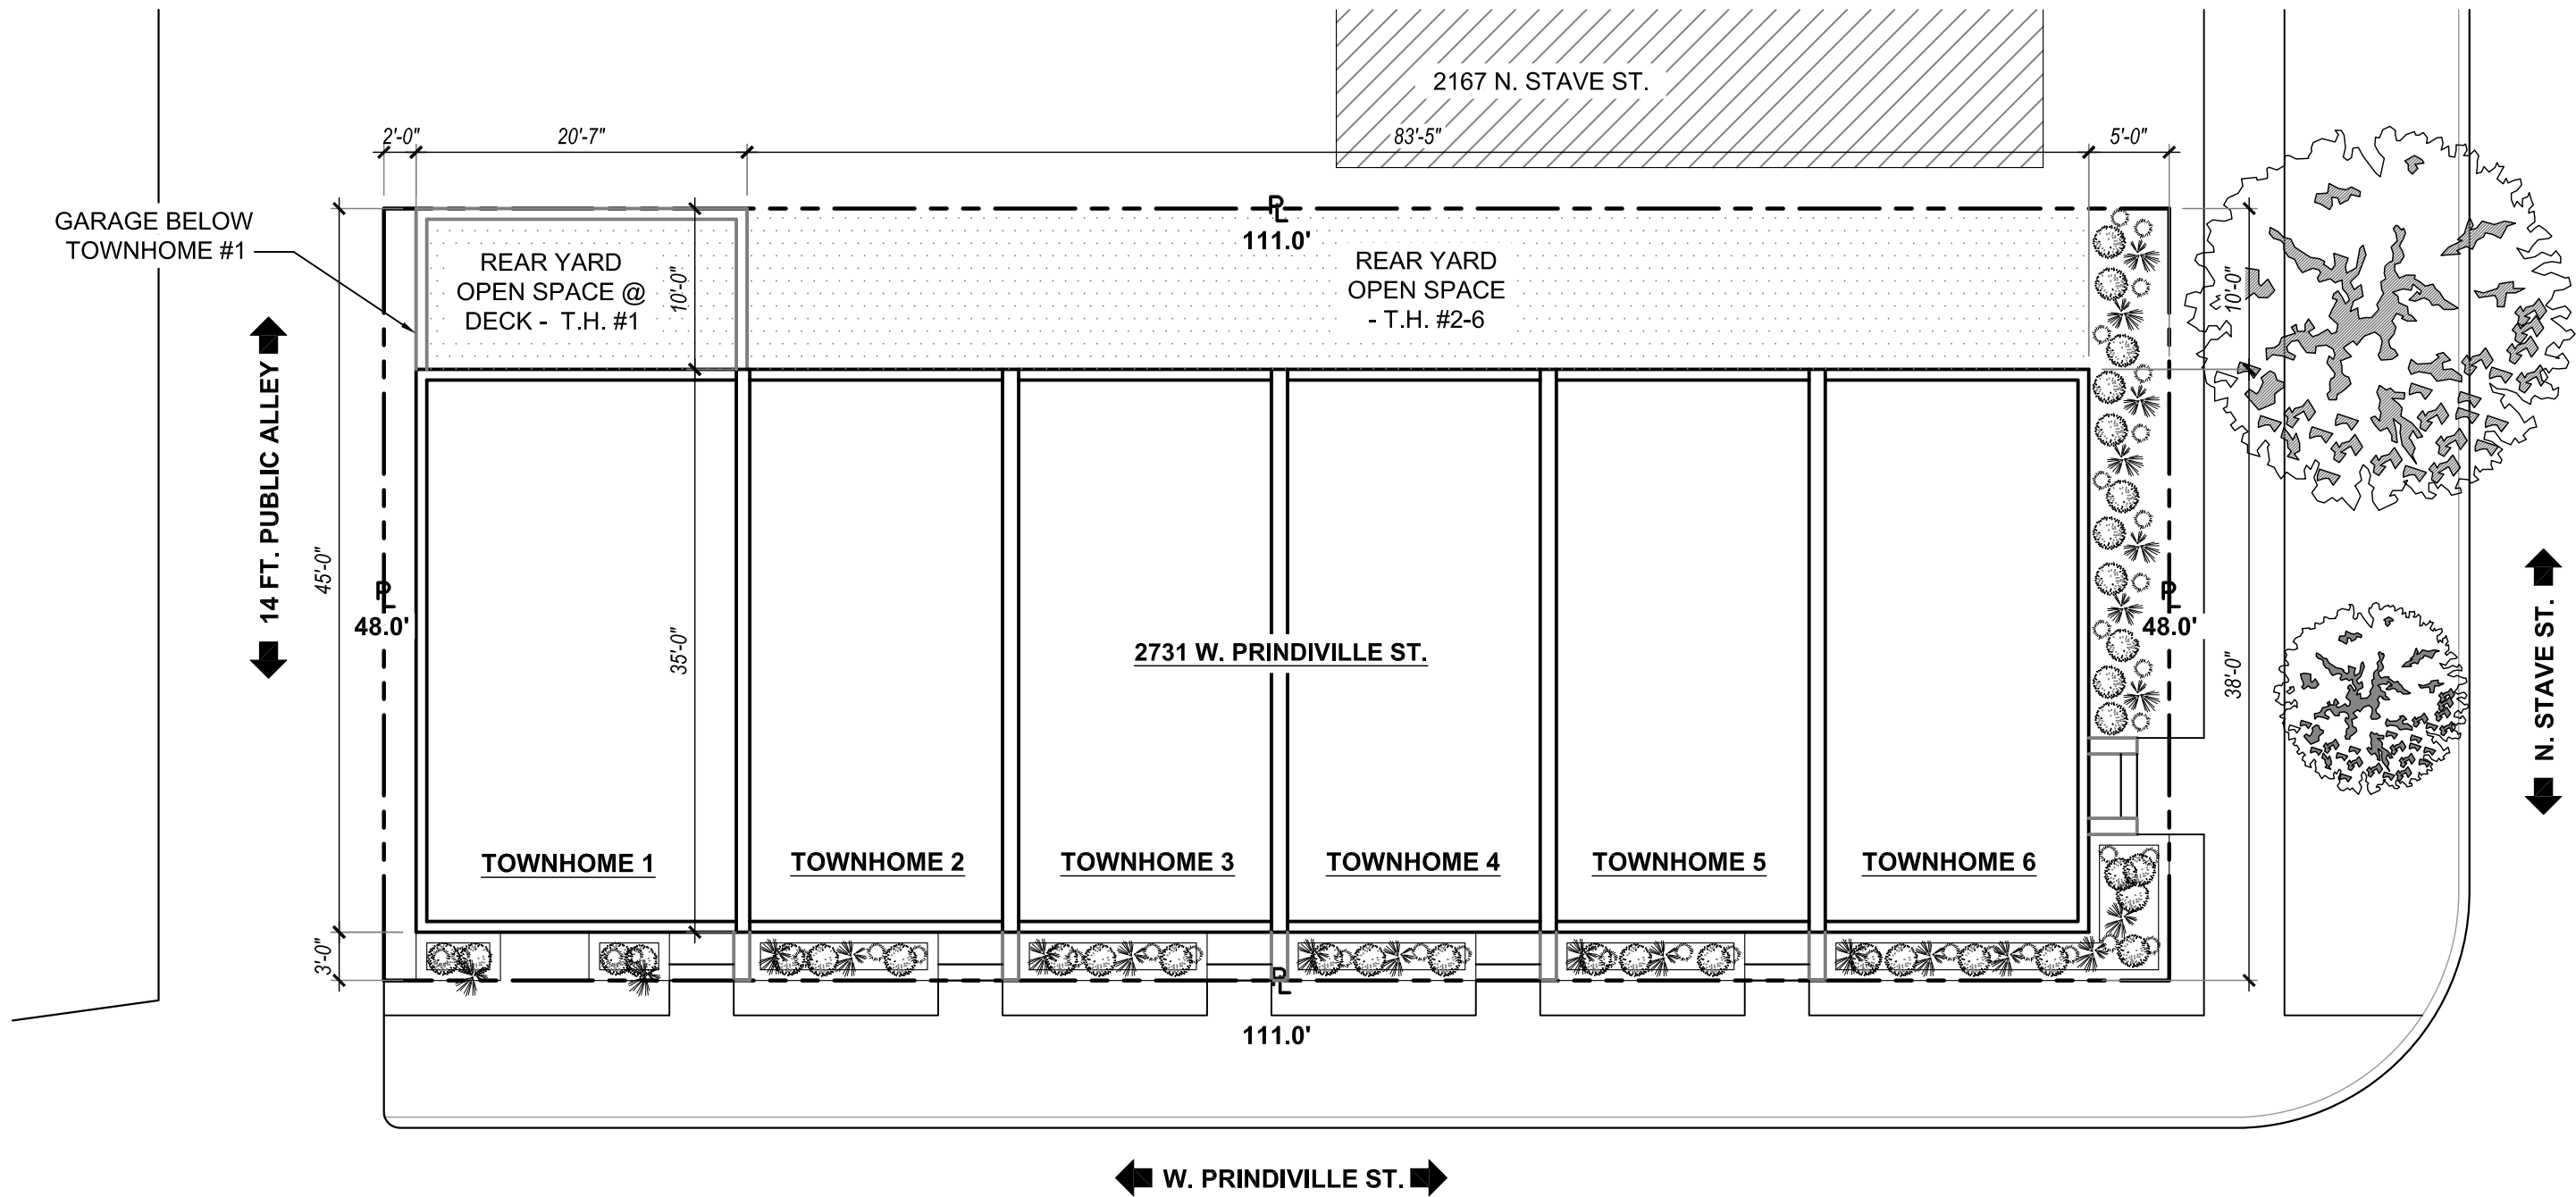 2167 N. STAVE ST.
2'-0"
20'-7"
83'-5"
5'-0"
GARAGE BELOW
TOWNHOME #1
PL
111.0'
REAR YARD
OPEN SPACE @
DECK - T.H. #1
10'-0"
REAR YARD
OPEN SPACE
- T.H. #2-6
10'-0"
14 FT. PUBLIC ALLEY
45'-0"
PL
48.0'
35'-0"
2731 W. PRINDIVILLE ST.
PL
48.0'
38'-0"
N. STAVE ST.
TOWNHOME 1
TOWNHOME 2
TOWNHOME 3
TOWNHOME 4
TOWNHOME 5
TOWNHOME 6
3'-0"
PL
111.0'
W. PRINDIVILLE ST.